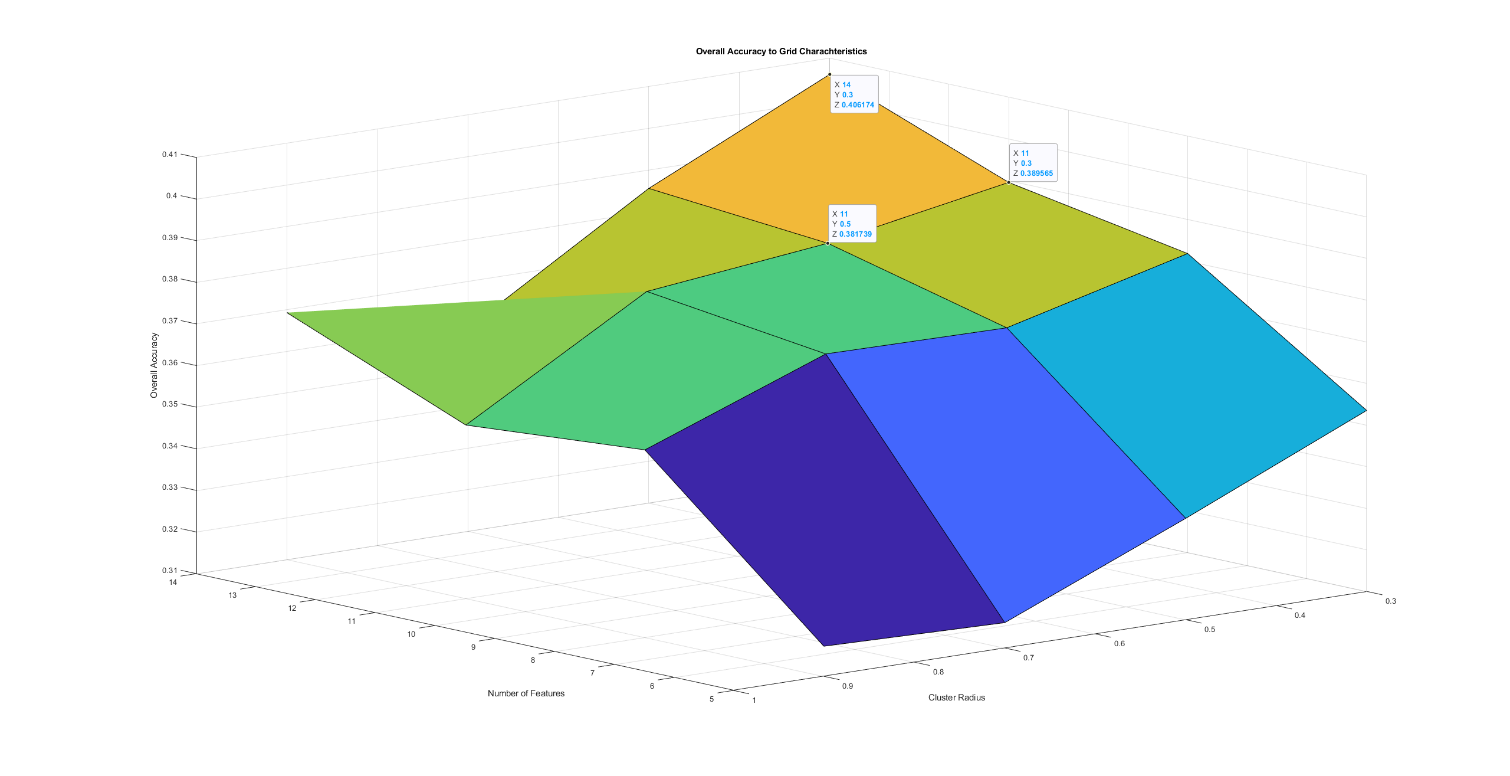 Overall Accuracy to Grid Charachteristics
X 14
Y 0.3
Z 0.406174
X 11
Y 0.3
Z 0.389565
X 11
Y 0.5
Z 0.381739
0.41
0.4
0.39
0.38
0.37
0.36
0.35
0.34
0.33
0.32
0.31
Overall Accuracy
14
13
12
11
10
9
8
7
6
5
Number of Features
1
0.9
0.8
0.7
0.6
0.5
0.4
0.3
Cluster Radius